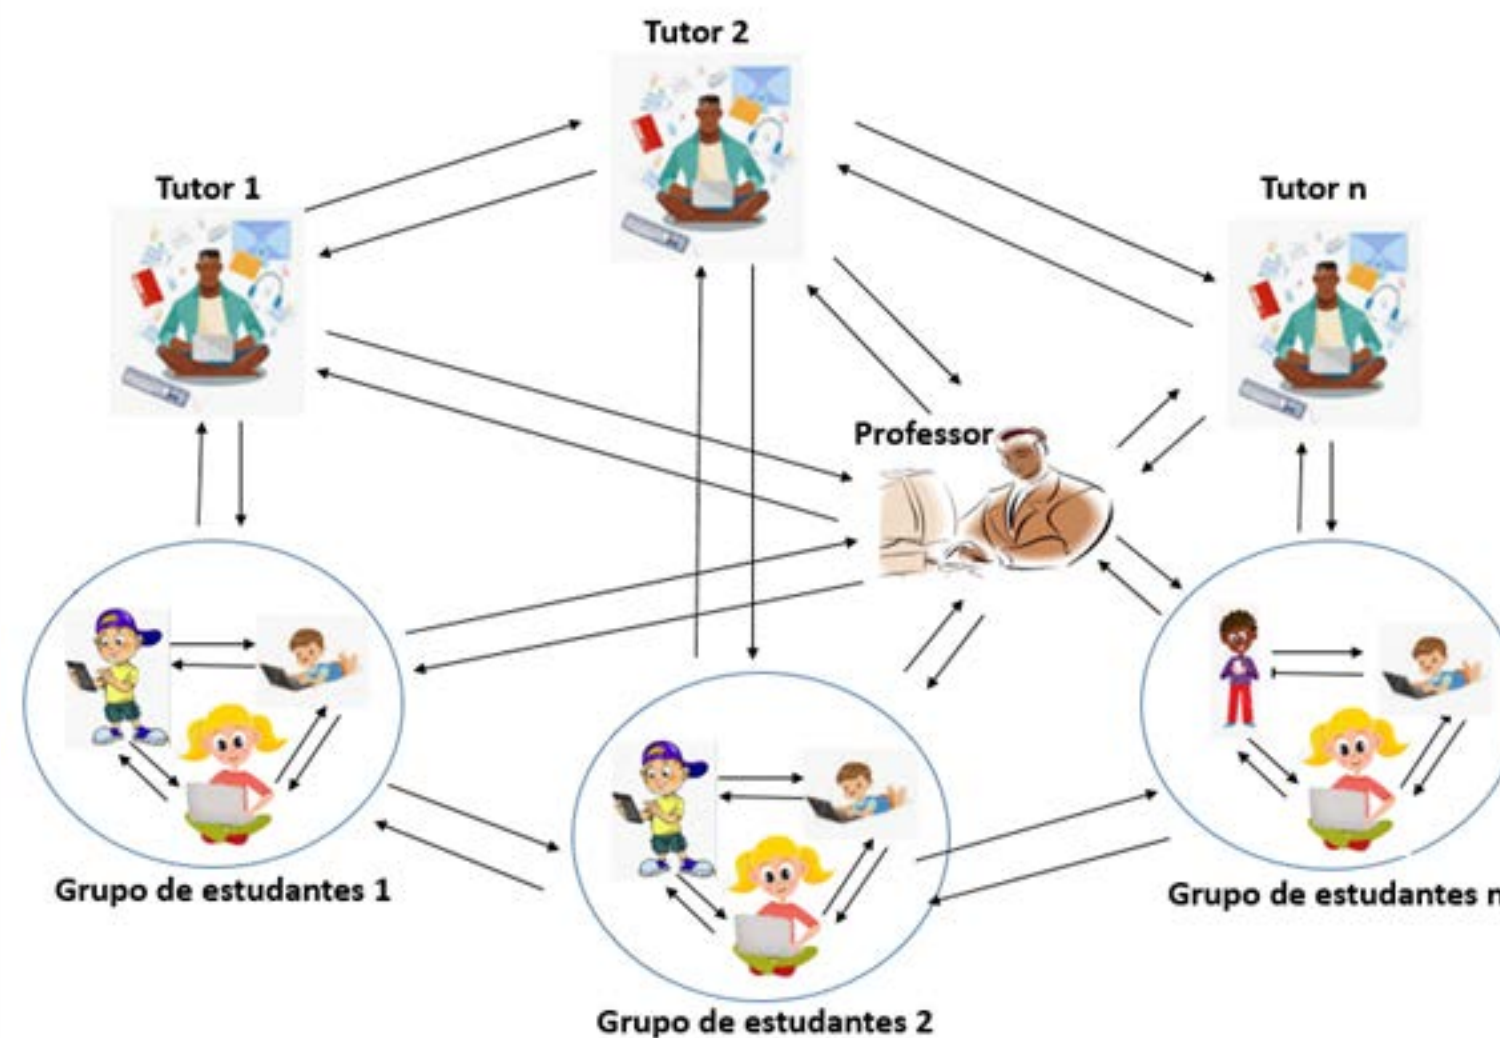 Tutor 2
Tutor 1
Tutor n
Professor
Grupo de estudantes 1
Grupo de estudantes n
Grupo de estudantes 2